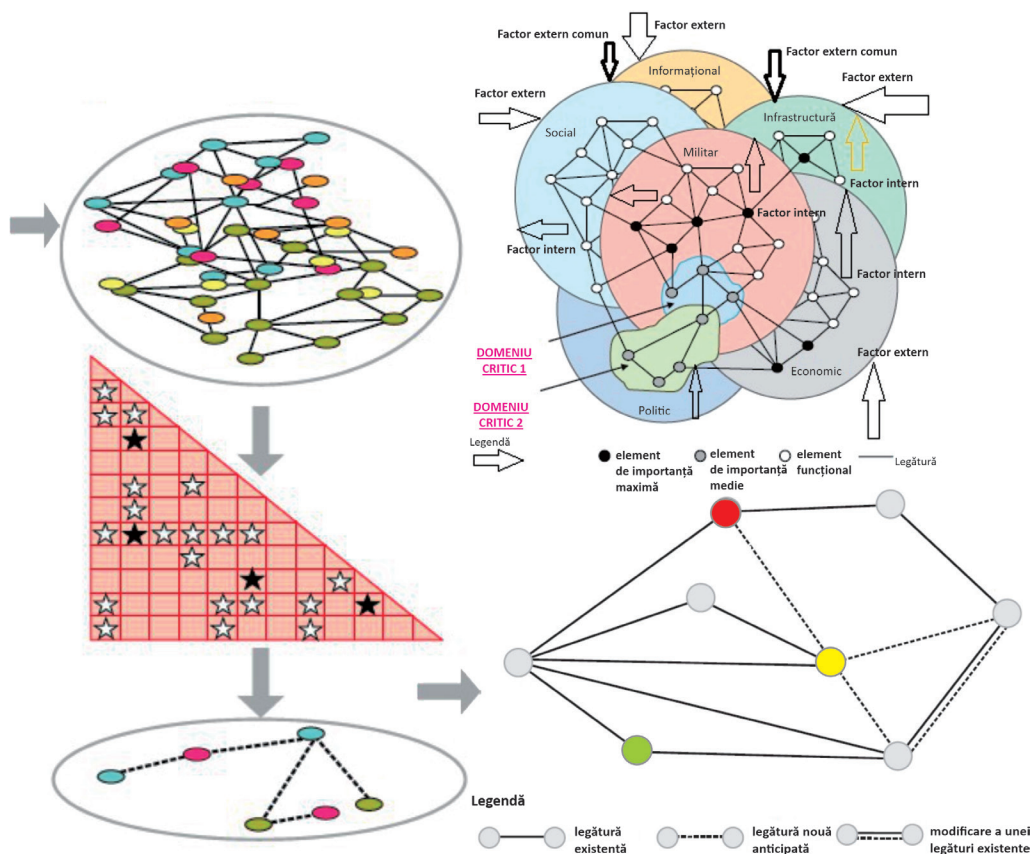 Factor extern comun
Factor extern
Factor extern comun
Factor extern
Factor extern
Informațional
Social
Infrastructură
Militar
Factor intern
Factor intern
Factor intern
Factor intern
Factor extern
DOMENIU
CRITIC 1
Economic
DOMENIU
CRITIC 2
Politic
Legendă
element
de importanță
maximă
element
de importanță
medie
element
funcțional
Legătură
Legendă
legătură
existentă
legătură nouă
anticipată
modificare a unei
legături existente